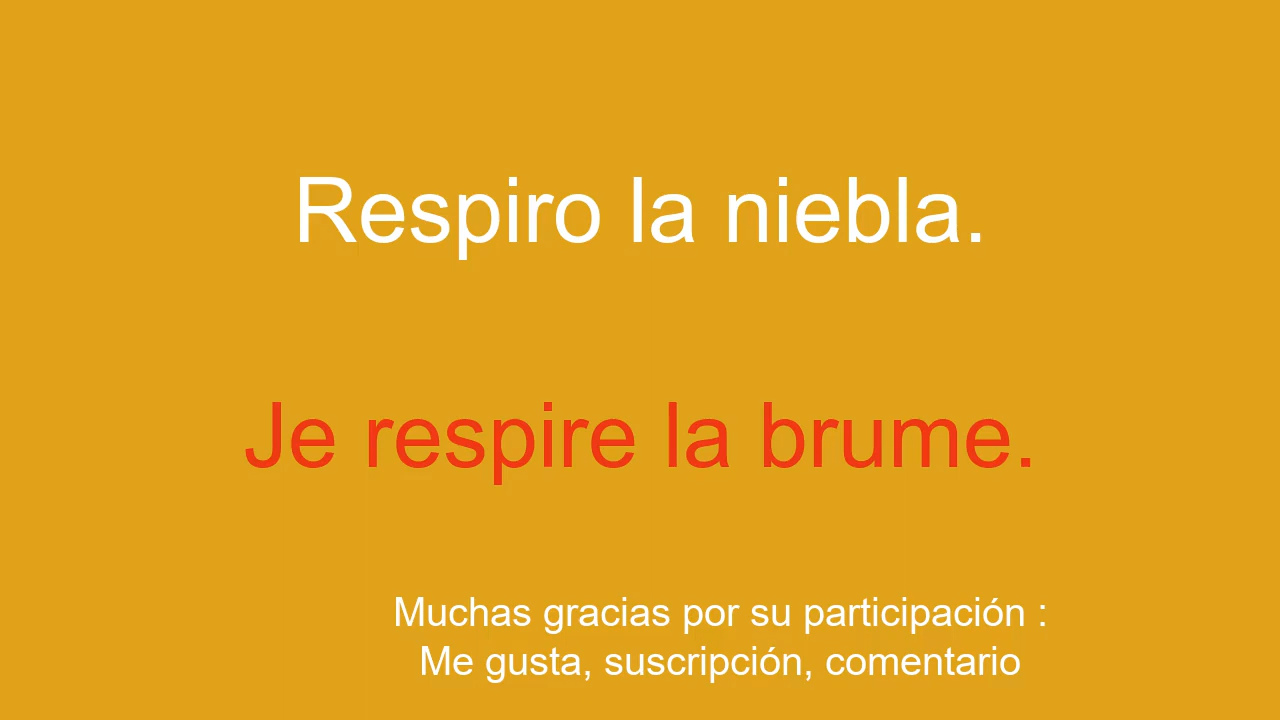 Respiro la niebla.
Je respire la brume.
Muchas gracias por su participación :
Me gusta, suscripción, comentario